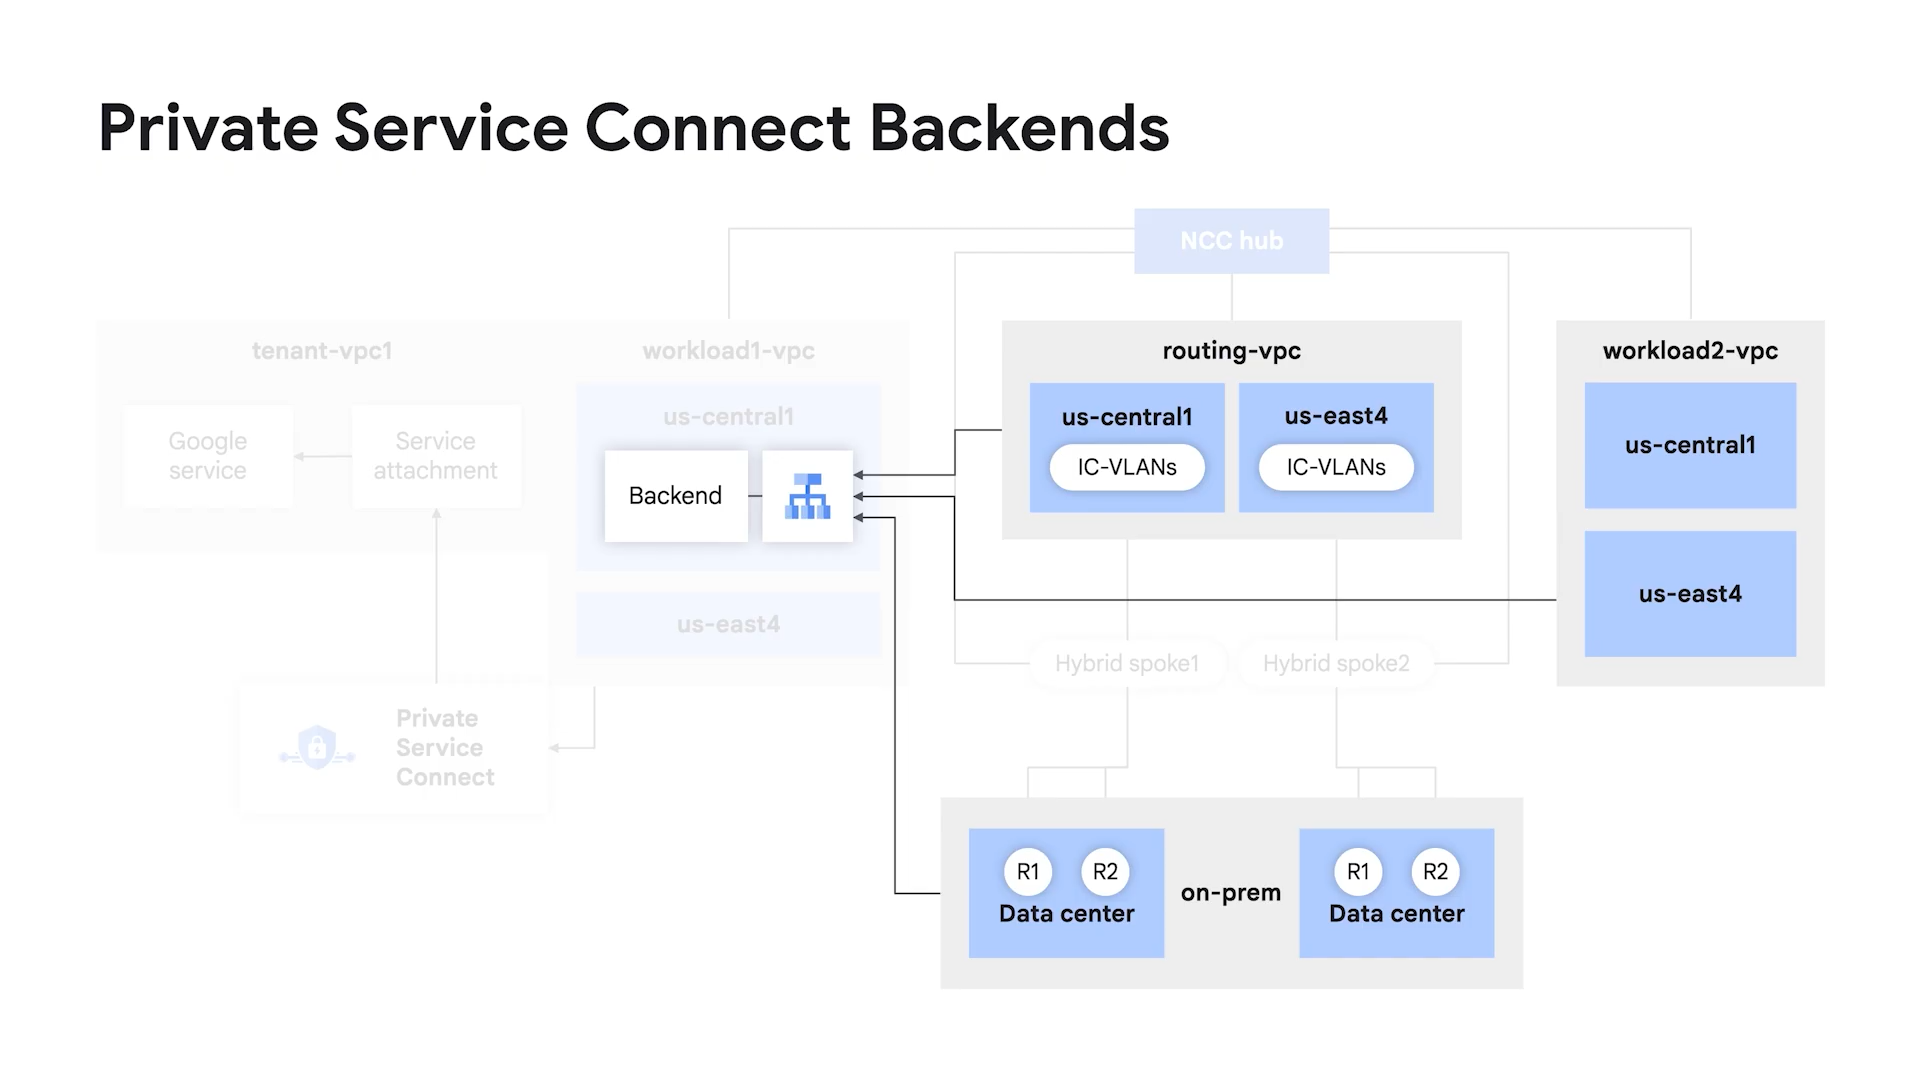 Private Service Connect Backends
NCC hub
tenant-vpc1
workload1-vpc
routing-vpc
workload2-vpc
Google
service
Service
attachment
us-central1
Backend
us-east4
us-central1
IC-VLANs
us-east4
IC-VLANs
us-central1
us-east4
Hybrid spoke1
Hybrid spoke2
Private
Service
Connect
R1
R2
Data center
on-prem
R1
R2
Data center